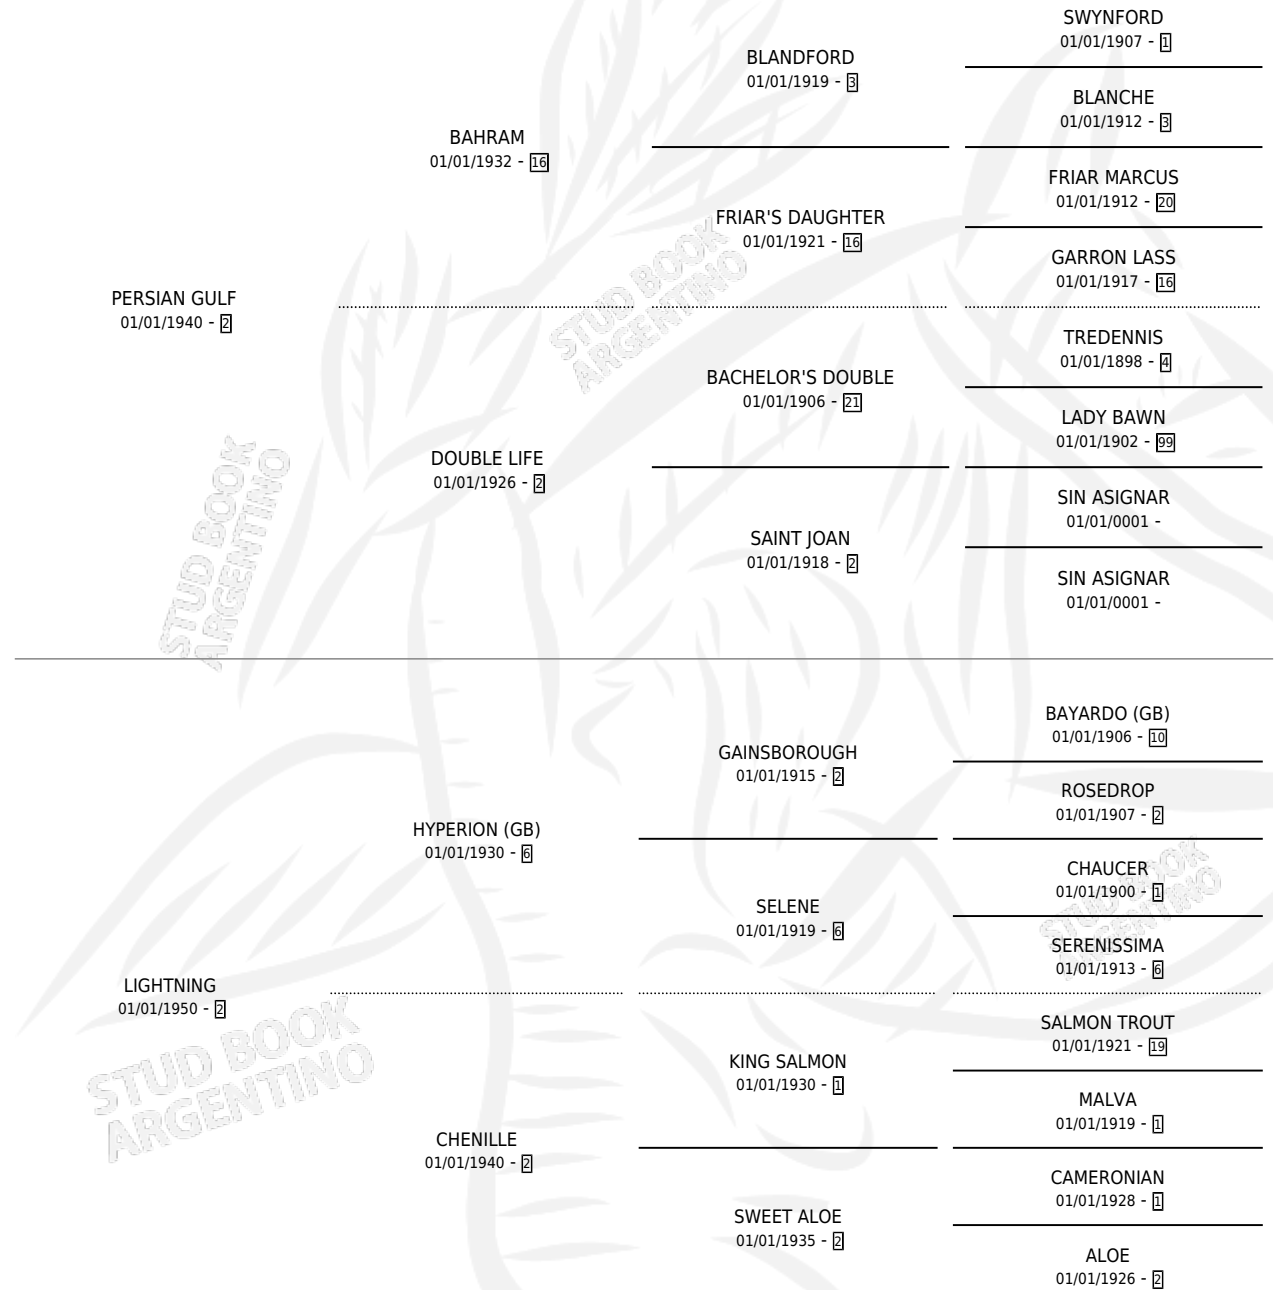 SWYNFORD
01/01/1907 - 1
BLANDFORD
01/01/1919 - 3
BLANCHE
01/01/1912 - 3
BAHRAM
01/01/1932 - 16
FRIAR MARCUS
01/01/1912 - 20
FRIAR'S DAUGHTER
01/01/1921 - 16
GARRON LASS
01/01/1917 - 16
PERSIAN GULF
01/01/1940 - 2
TREDENNIS
01/01/1898 - 4
BACHELOR'S DOUBLE
01/01/1906 - 21
LADY BAWN
01/01/1902 - 99
DOUBLE LIFE
01/01/1926 - 2
SIN ASIGNAR
01/01/0001 -
SAINT JOAN
01/01/1918 - 2
SIN ASIGNAR
01/01/0001 -
BAYARDO (GB)
01/01/1906 - 10
GAINSBOROUGH
01/01/1915 - 2
ROSEDROP
01/01/1907 - 2
HYPERION (GB)
01/01/1930 - 6
CHAUCER
01/01/1900 - 1
SELENE
01/01/1919 - 6
SERENISSIMA
01/01/1913 - 6
LIGHTNING
01/01/1950 - 2
SALMON TROUT
01/01/1921 - 19
KING SALMON
01/01/1930 - 1
MALVA
01/01/1919 - 1
CHENILLE
01/01/1940 - 2
CAMERONIAN
01/01/1928 - 1
SWEET ALOE
01/01/1935 - 2
ALOE
01/01/1926 - 2
STUD BOOK
ARGENTINO
STUD BOOK
ARGENTINO
STUD BOOK
ARGENTINO
STUD BOOK
ARGENTINO